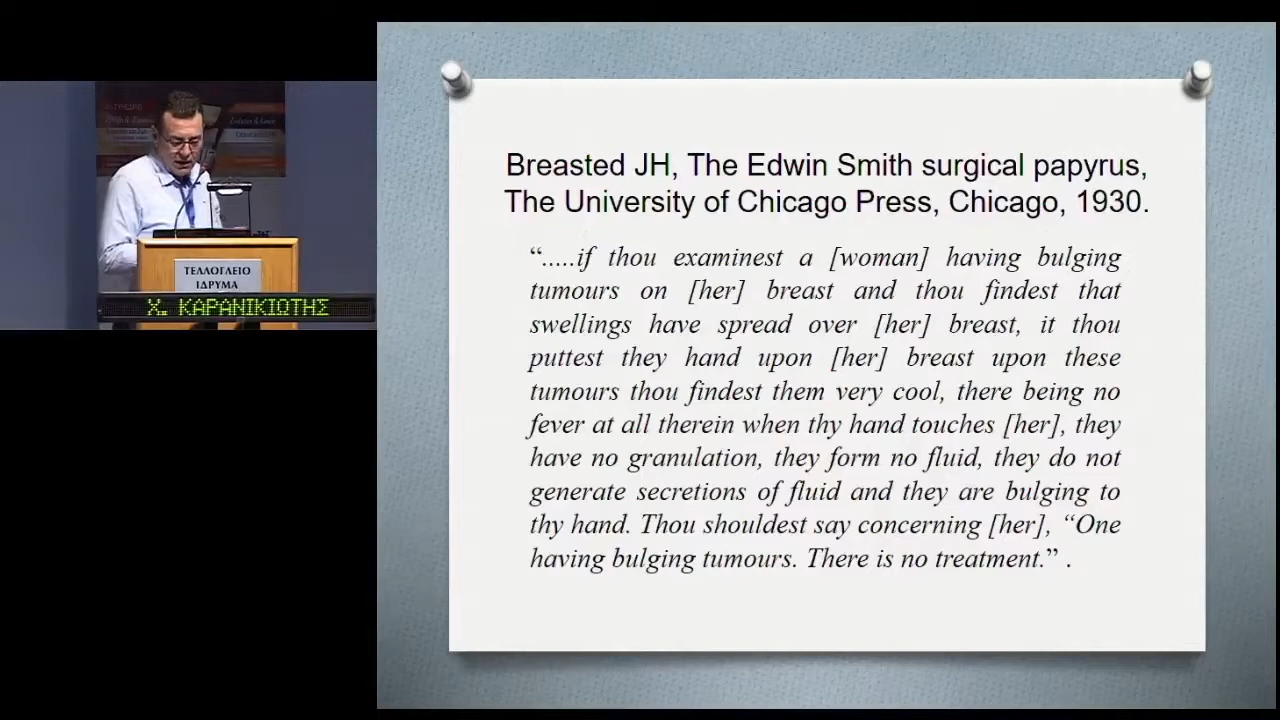 ΤΕΛΛΟΓΛΕΙΟ
ΙΔΡΥΜΑ
Χ. ΚΑΡΑΝΙΚΙΩΤΗΣ
Breasted JH, The Edwin Smith surgical papyrus,
The University of Chicago Press, Chicago, 1930.
“.....if thou examinest a [woman] having bulging
tumours on [her] breast and thou findest that
swellings have spread over [her] breast, it thou
puttest they hand upon [her] breast upon these
tumours thou findest them very cool, there being no
fever at all therein when thy hand touches [her], they
have no granulation, they form no fluid, they do not
generate secretions of fluid and they are bulging to
thy hand. Thou shouldest say concerning [her], “One
having bulging tumours. There is no treatment.” .